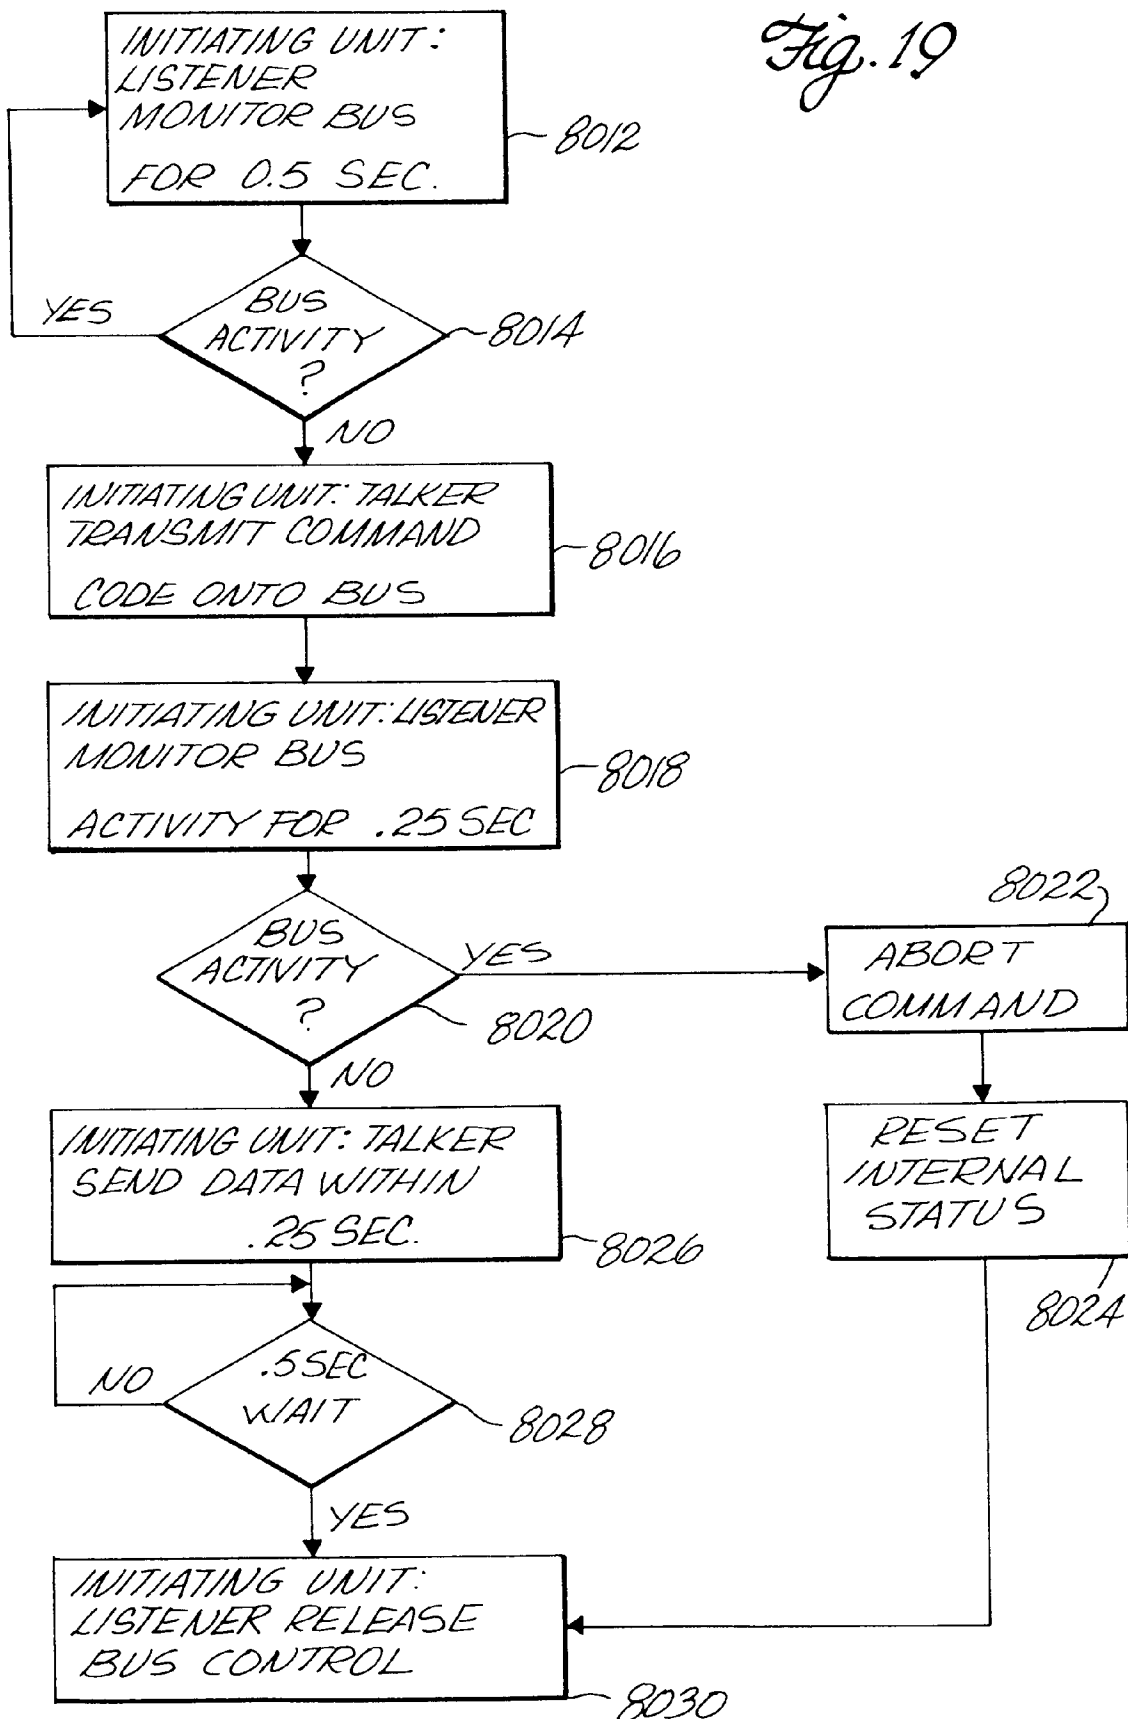 Fig. 19
INITIATING UNIT:
LISTENER
MONITOR BUS
FOR 0.5 SEC.
8012
BUS
ACTIVITY
?
YES
8014
NO
INITIATING UNIT: TALKER
TRANSMIT COMMAND
CODE ONTO BUS
8016
INITIATING UNIT: LISTENER
MONITOR BUS
ACTIVITY FOR .25 SEC
8018
BUS
ACTIVITY
?
YES
8020
NO
8022
ABORT
COMMAND
RESET
INTERNAL
STATUS
8024
INITIATING UNIT: TALKER
SEND DATA WITHIN
.25 SEC.
8026
.5 SEC
WAIT
NO
8028
YES
INITIATING UNIT:
LISTENER RELEASE
BUS CONTROL
8030